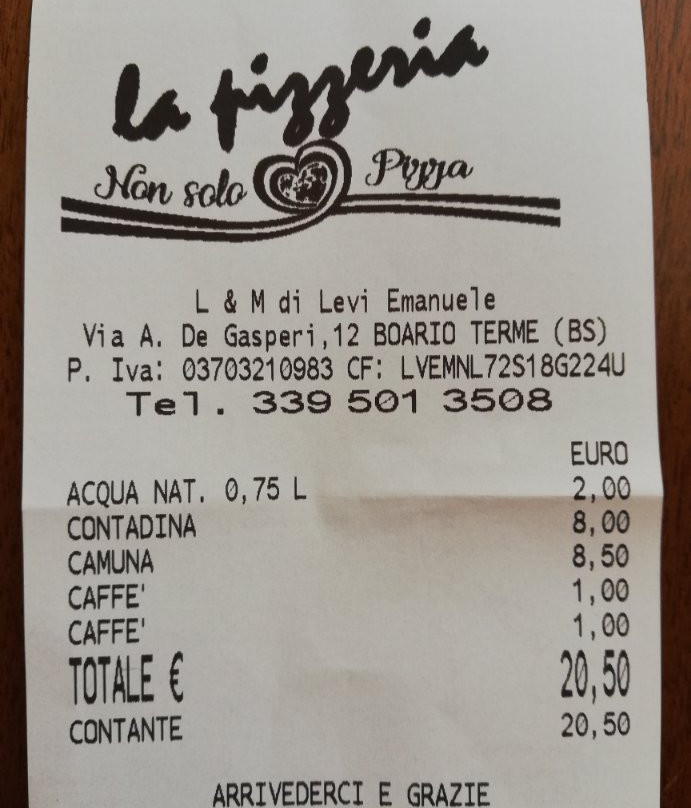 la pizzeria
Non solo Pizza
L & M di Levi Emanuele
Via A. De Gasperi,12 BOARIO TERME (BS)
P. Iva: 03703210983 CF: LVEMNL72S18G224U
Tel. 339 501 3508
EURO
ACQUA NAT. 0,75 L 2,00
CONTADINA 8,00
CAMUNA 8,50
CAFFE' 1,00
CAFFE' 1,00
TOTALE € 20,50
CONTANTE 20,50
ARRIVEDERCI E GRAZIE